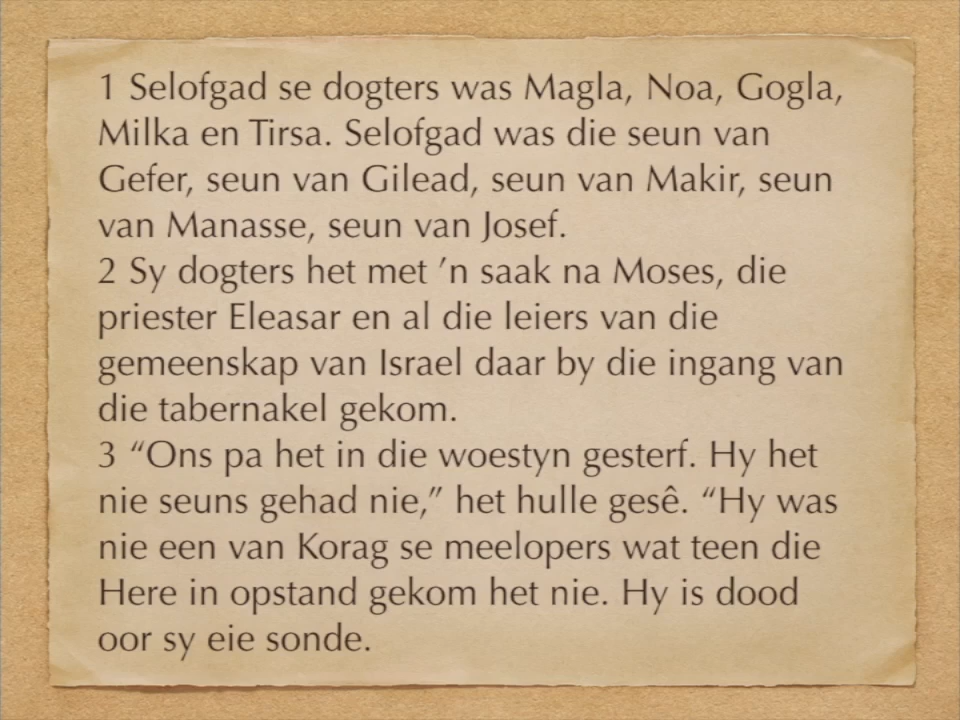 1 Selofgad se dogters was Magla, Noa, Gogla,
Milka en Tirsa. Selofgad was die seun van
Gefer, seun van Gilead, seun van Makir, seun
van Manasse, seun van Josef.
2 Sy dogters het met ’n saak na Moses, die
priester Eleasar en al die leiers van die
gemeenskap van Israel daar by die ingang van
die tabernakel gekom.
3 “Ons pa het in die woestyn gesterf. Hy het
nie seuns gehad nie,” het hulle gesê. “Hy was
nie een van Korag se meelopers wat teen die
Here in opstand gekom het nie. Hy is dood
oor sy eie sonde.